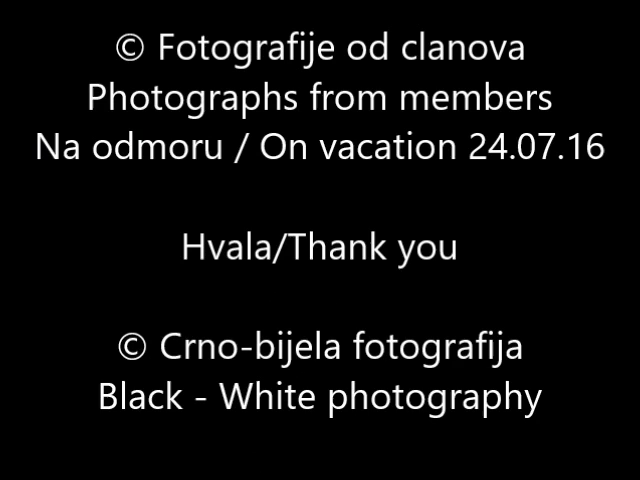 © Fotografije od clanova
Photographs from members
Na odmoru / On vacation 24.07.16
Hvala/Thank you
© Crno-bijela fotografija
Black - White photography